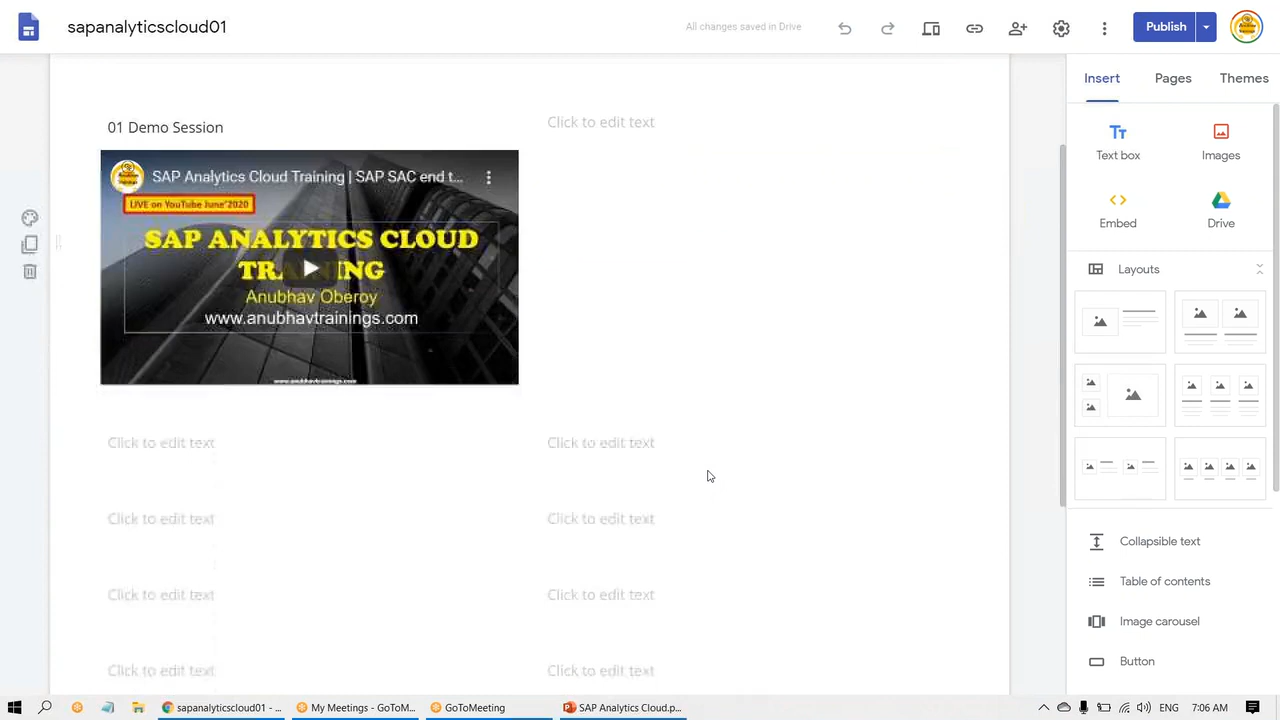 sapanalyticscloud01
All changes saved in Drive
Publish
Insert
Pages
Themes
01 Demo Session
Click to edit text
SAP Analytics Cloud Training | SAP SAC end t...
LIVE on YouTube June'2020
SAP ANALYTICS CLOUD
TRAINING
Anubhav Oberoy
www.anubhavtrainings.com
www.anubhavtrainings.com
Click to edit text
Click to edit text
Click to edit text
Click to edit text
Click to edit text
Click to edit text
Click to edit text
Click to edit text
Text box
Images
Embed
Drive
Layouts
Collapsible text
Table of contents
Image carousel
Button
sapanalyticscloud01 - ...
My Meetings - GoToM...
GoToMeeting
SAP Analytics Cloud.p...
ENG
7:06 AM